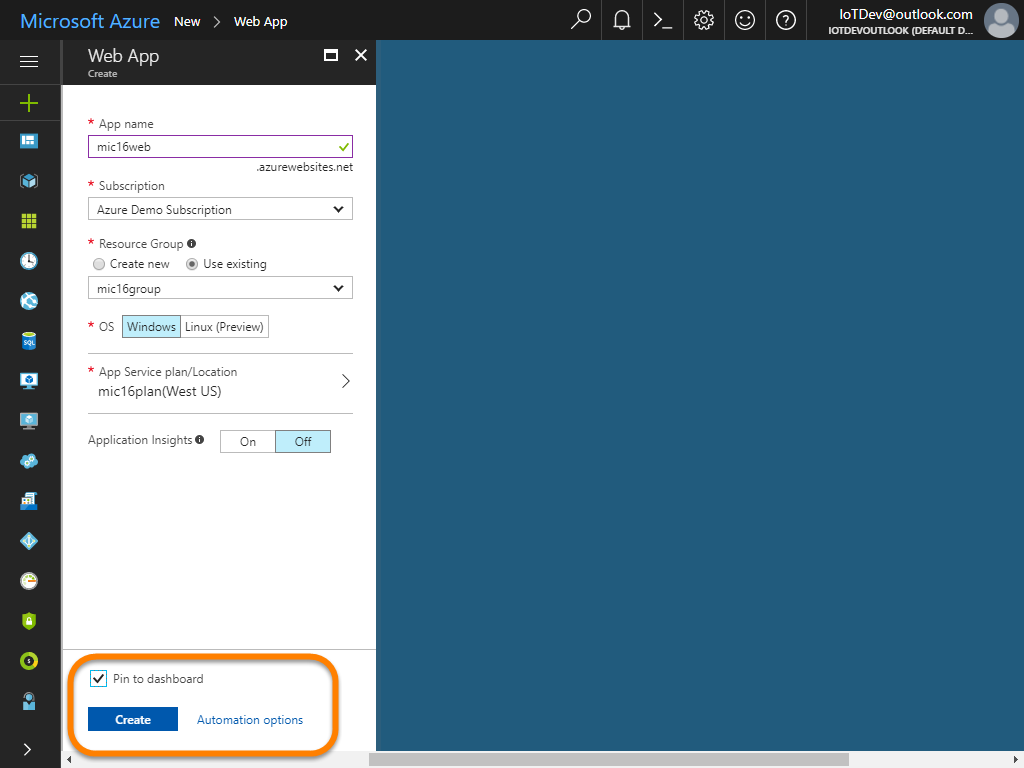 Microsoft Azure New > Web App
IoTDev@outlook.com
IOTDEVOUTLOOK (DEFAULT D...
Web App
Create
* App name
mic16web
.azurewebsites.net
* Subscription
Azure Demo Subscription
* Resource Group
Create new Use existing
mic16group
* OS Windows Linux (Preview)
* App Service plan/Location
mic16plan(West US)
Application Insights On Off
Pin to dashboard
Create Automation options